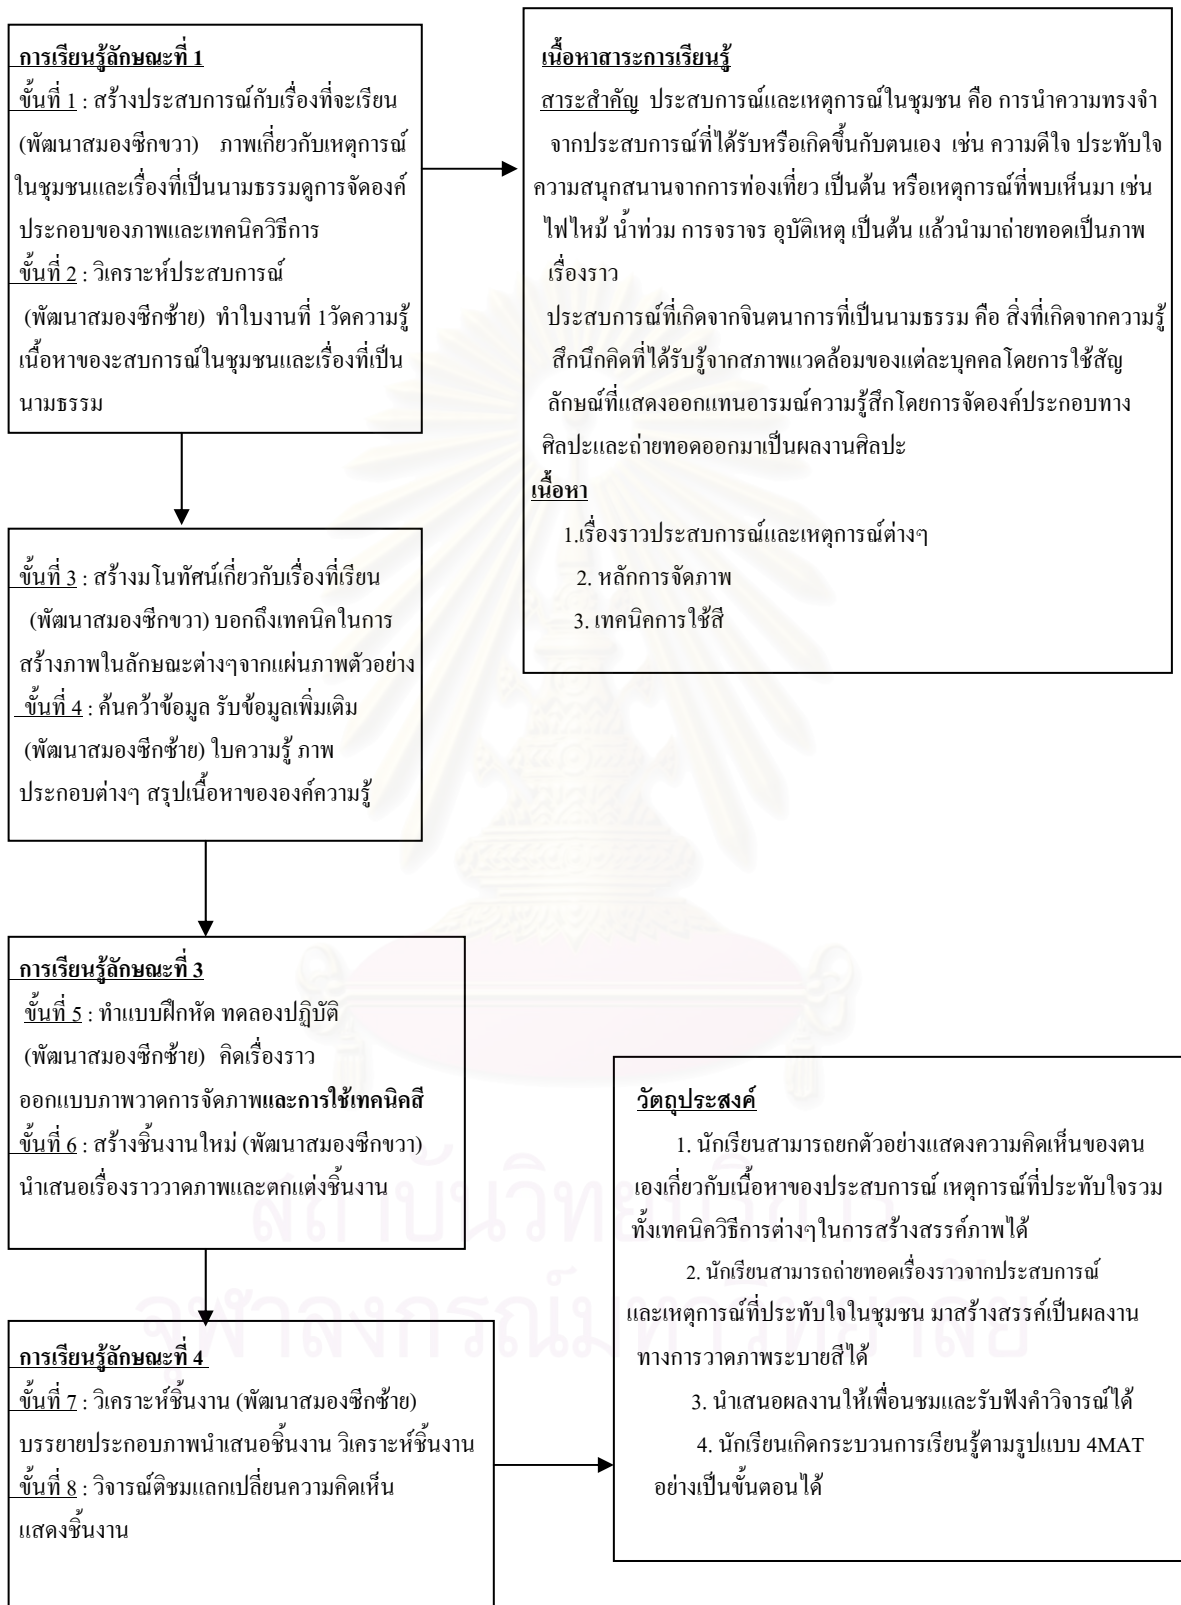 การเรียนรู้ลักษณะที่ 1
ขั้นที่ 1 : สร้างประสบการณ์กับเรื่องที่จะเรียน
(พัฒนาสมองซีกขวา) ภาพเกี่ยวกับเหตุการณ์
ในชุมชนและเรื่องที่เป็นนามธรรมดูการจัดองค์
ประกอบของภาพและเทคนิควิธีการ
ขั้นที่ 2 : วิเคราะห์ประสบการณ์
(พัฒนาสมองซีกซ้าย) ทำใบงานที่ 1วัดความรู้
เนื้อหาของะสบการณ์ในชุมชนและเรื่องที่เป็น
นามธรรม
เนื้อหาสาระการเรียนรู้
สาระสำคัญ ประสบการณ์และเหตุการณ์ในชุมชน คือ การนำความทรงจำ
จากประสบการณ์ที่ได้รับหรือเกิดขึ้นกับตนเอง เช่น ความดีใจ ประทับใจ
ความสนุกสนานจากการท่องเที่ยว เป็นต้น หรือเหตุการณ์ที่พบเห็นมา เช่น
ไฟไหม้ น้ำท่วม การจราจร อุบัติเหตุ เป็นต้น แล้วนำมาถ่ายทอดเป็นภาพ
เรื่องราว
ประสบการณ์ที่เกิดจากจินตนาการที่เป็นนามธรรม คือ สิ่งที่เกิดจากความรู้
สึกนึกคิดที่ได้รับรู้จากสภาพแวดล้อมของแต่ละบุคคลโดยการใช้สัญ
ลักษณ์ที่แสดงออกแทนอารมณ์ความรู้สึกโดยการจัดองค์ประกอบทาง
ศิลปะและถ่ายทอดออกมาเป็นผลงานศิลปะ
เนื้อหา
1.เรื่องราวประสบการณ์และเหตุการณ์ต่างๆ
2. หลักการจัดภาพ
3. เทคนิคการใช้สี
ขั้นที่ 3 : สร้างมโนทัศน์เกี่ยวกับเรื่องที่เรียน
(พัฒนาสมองซีกขวา) บอกถึงเทคนิคในการ
สร้างภาพในลักษณะต่างๆจากแผ่นภาพตัวอย่าง
ขั้นที่ 4 : ค้นคว้าข้อมูล รับข้อมูลเพิ่มเติม
(พัฒนาสมองซีกซ้าย) ใบความรู้ ภาพ
ประกอบต่างๆ สรุปเนื้อหาขององค์ความรู้
การเรียนรู้ลักษณะที่ 3
ขั้นที่ 5 : ทำแบบฝึกหัด ทดลองปฏิบัติ
(พัฒนาสมองซีกซ้าย) คิดเรื่องราว
ออกแบบภาพวาดการจัดภาพและการใช้เทคนิคสี
ขั้นที่ 6 : สร้างชิ้นงานใหม่ (พัฒนาสมองซีกขวา)
นำเสนอเรื่องราววาดภาพและตกแต่งชิ้นงาน
การเรียนรู้ลักษณะที่ 4
ขั้นที่ 7 : วิเคราะห์ชิ้นงาน (พัฒนาสมองซีกซ้าย)
บรรยายประกอบภาพนำเสนอชิ้นงาน วิเคราะห์ชิ้นงาน
ขั้นที่ 8 : วิจารณ์ติชมแลกเปลี่ยนความคิดเห็น
แสดงชิ้นงาน
วัตถุประสงค์
1. นักเรียนสามารถยกตัวอย่างแสดงความคิดเห็นของตน
เองเกี่ยวกับเนื้อหาของประสบการณ์ เหตุการณ์ที่ประทับใจรวม
ทั้งเทคนิควิธีการต่างๆในการสร้างสรรค์ภาพได้
2. นักเรียนสามารถถ่ายทอดเรื่องราวจากประสบการณ์
และเหตุการณ์ที่ประทับใจในชุมชน มาสร้างสรรค์เป็นผลงาน
ทางการวาดภาพระบายสีได้
3. นำเสนอผลงานให้เพื่อนชมและรับฟังคำวิจารณ์ได้
4. นักเรียนเกิดกระบวนการเรียนรู้ตามรูปแบบ 4MAT
อย่างเป็นขั้นตอนได้
สถาบันวิทยบริการ
จุฬาลงกรณ์มหาวิทยาลัย